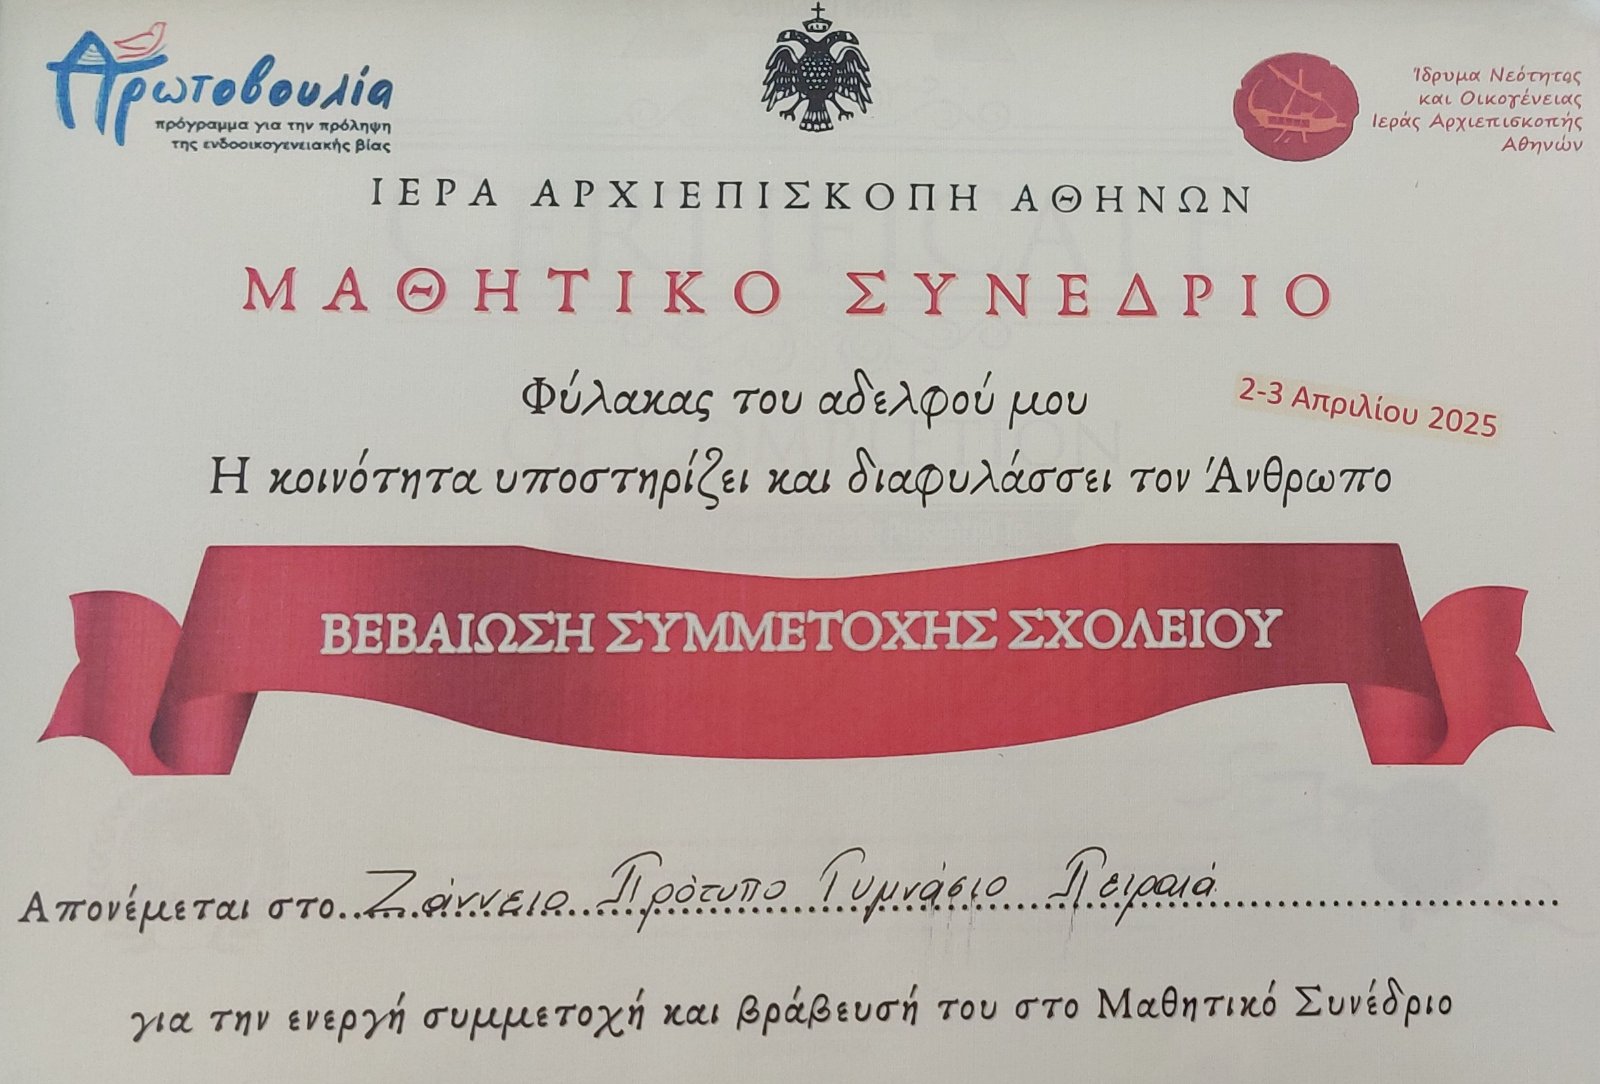 Πρωτοβουλία
πρόγραμμα για την πρόληψη
της ενδοοικογενειακής βίας
Ίδρυμα Νεότητος
και Οικογένειας
Ιεράς Αρχιεπισκοπής
Αθηνών
ΙΕΡΑ ΑΡΧΙΕΠΙΣΚΟΠΗ ΑΘΗΝΩΝ
ΜΑΘΗΤΙΚΟ ΣΥΝΕΔΡΙΟ
Φύλακας του αδελφού μου
2-3 Απριλίου 2025
Η κοινότητα υποστηρίζει και διαφυλάσσει τον Άνθρωπο
ΒΕΒΑΙΩΣΗ ΣΥΜΜΕΤΟΧΗΣ ΣΧΟΛΕΙΟΥ
Απονέμεται στο Ζάννειο Πρότυπο Γυμνάσιο Πειραιά
για την ενεργή συμμετοχή και βράβευσή του στο Μαθητικό Συνέδριο